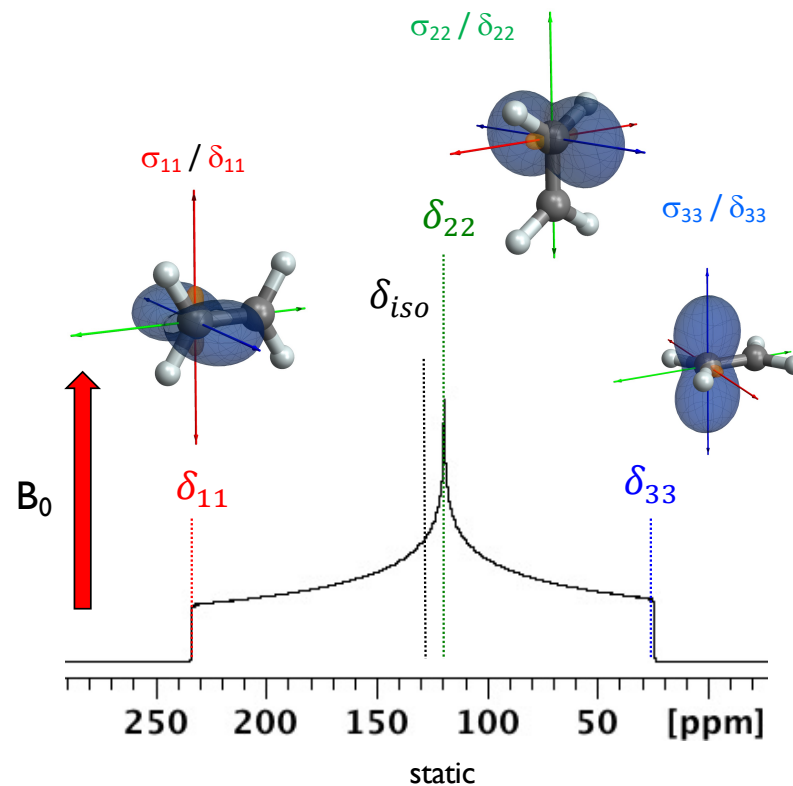 σ₂₂ / δ₂₂
σ₁₁ / δ₁₁
δ₂₂
σ₃₃ / δ₃₃
δᵢₛₒ
B₀
δ₁₁
δ₃₃
250 200 150 100 50 [ppm]
static